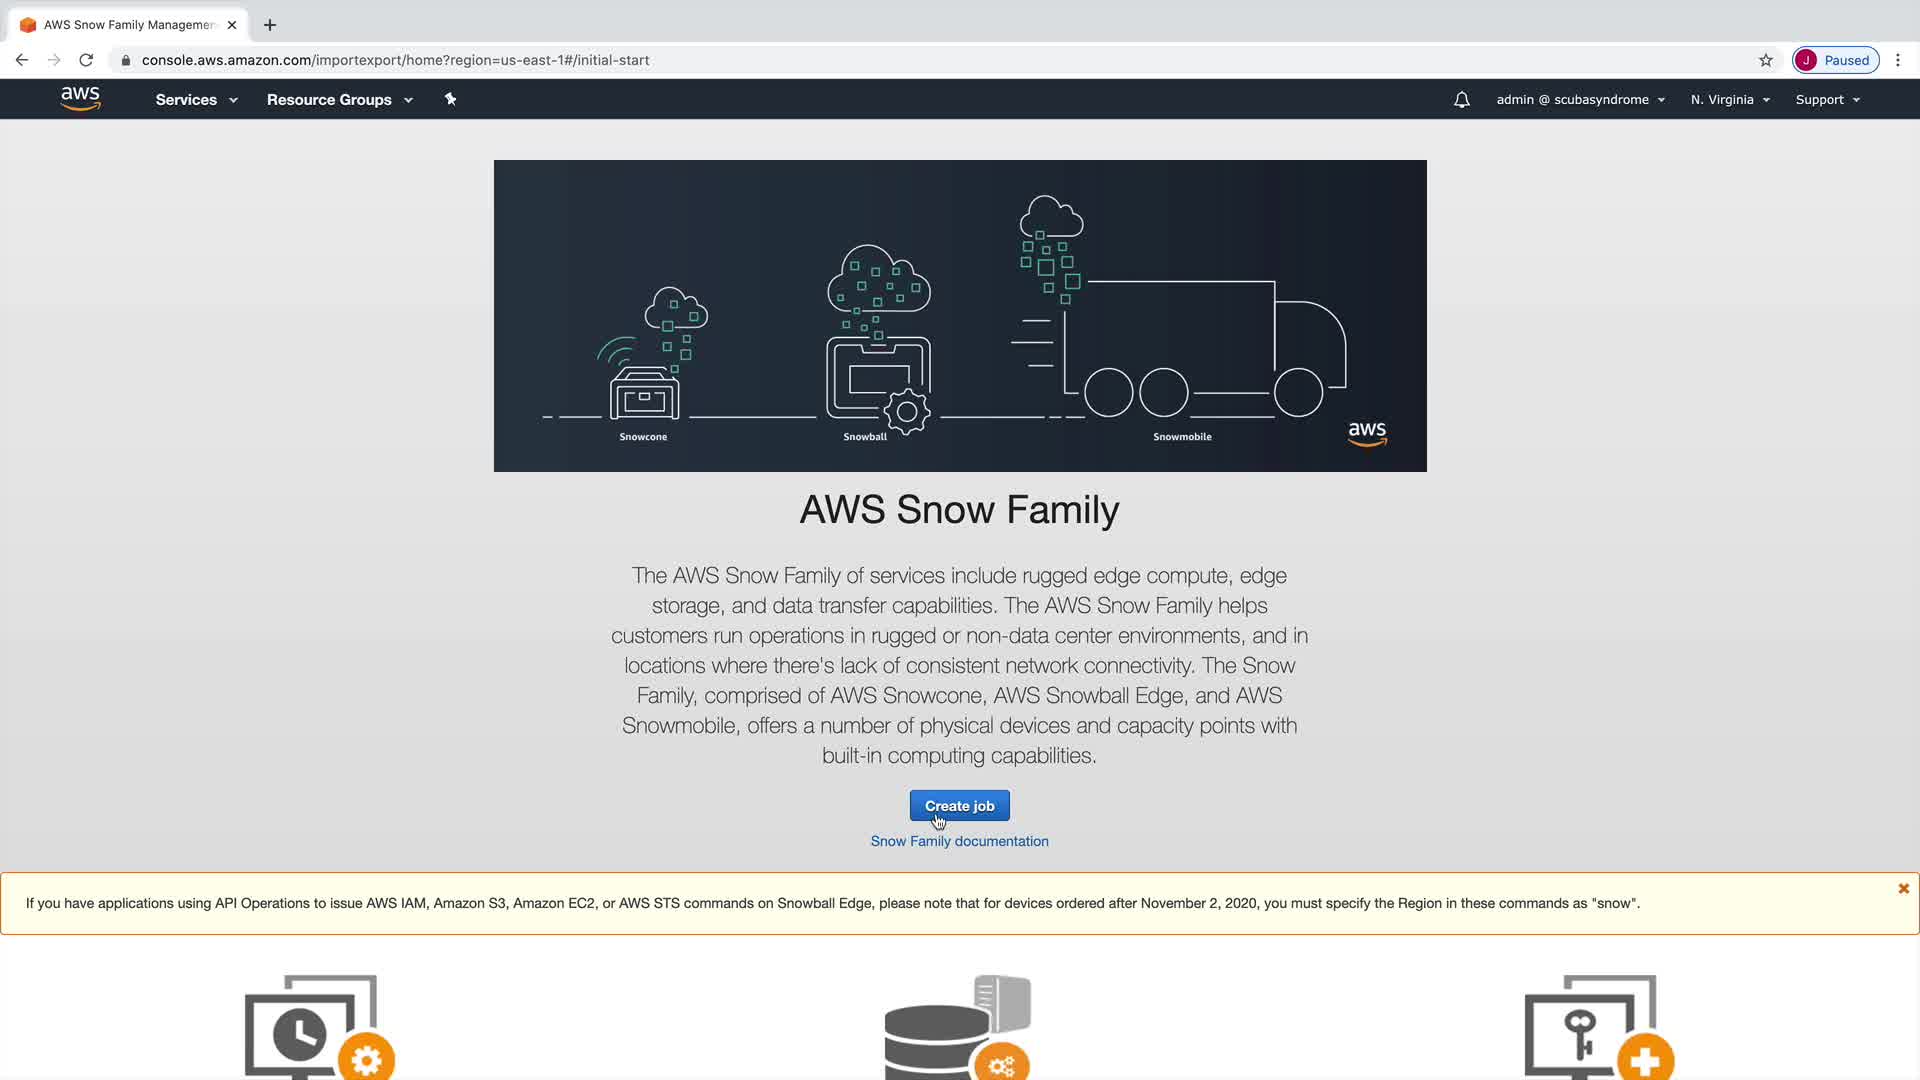 AWS Snow Family Managemen
console.aws.amazon.com/importexport/home?region=us-east-1#/initial-start
J Paused
aws Services Resource Groups admin @ scubasyndrome N. Virginia Support
Snowcone Snowball Snowmobile aws
AWS Snow Family
The AWS Snow Family of services include rugged edge compute, edge
storage, and data transfer capabilities. The AWS Snow Family helps
customers run operations in rugged or non-data center environments, and in
locations where there's lack of consistent network connectivity. The Snow
Family, comprised of AWS Snowcone, AWS Snowball Edge, and AWS
Snowmobile, offers a number of physical devices and capacity points with
built-in computing capabilities.
Create job
Snow Family documentation
If you have applications using API Operations to issue AWS IAM, Amazon S3, Amazon EC2, or AWS STS commands on Snowball Edge, please note that for devices ordered after November 2, 2020, you must specify the Region in these commands as "snow".